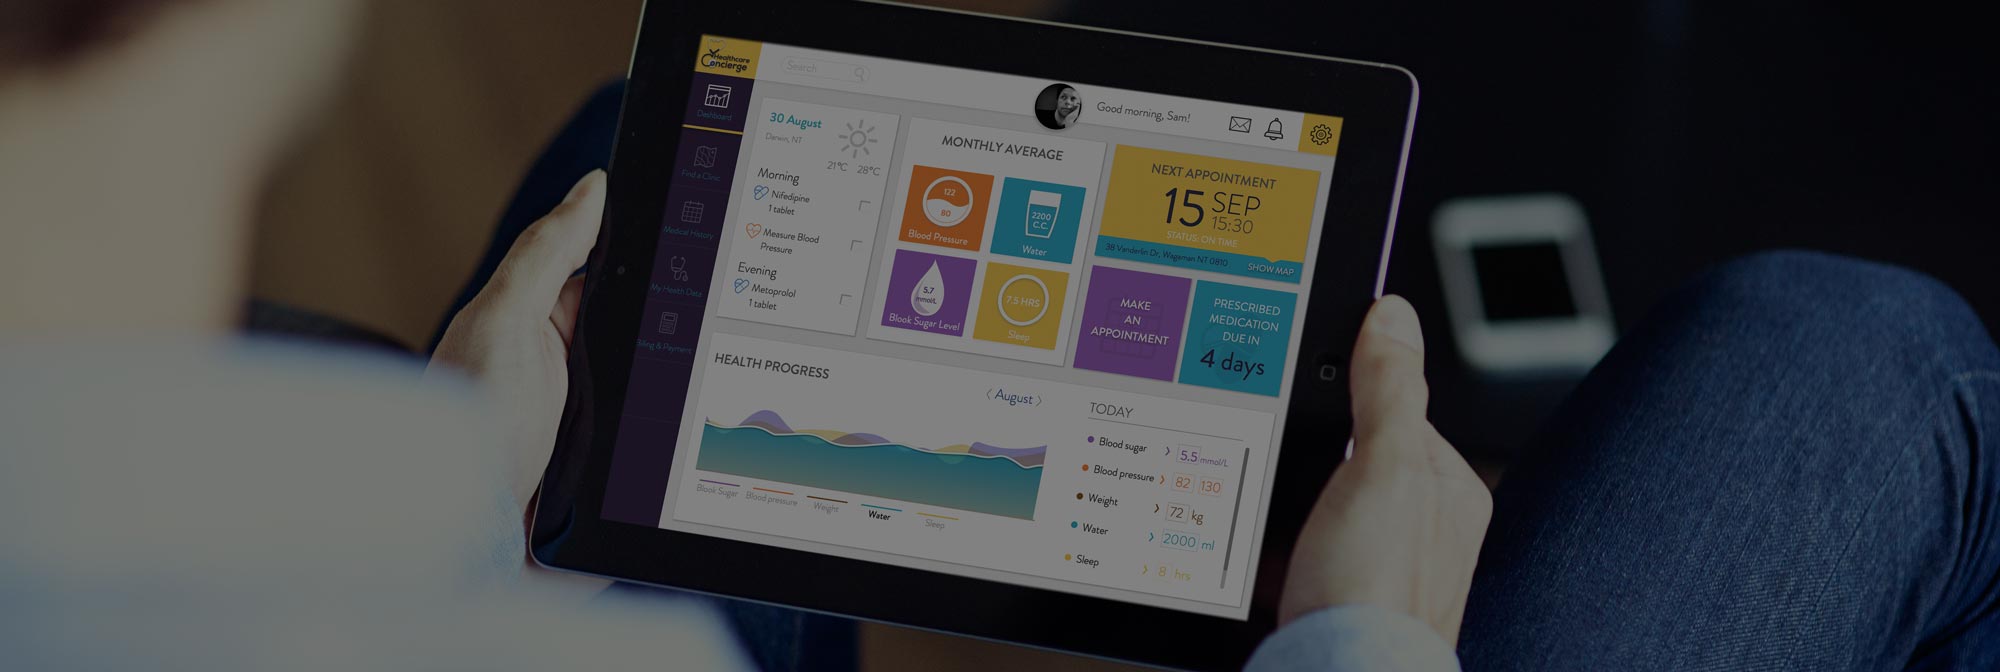 Healthcare
Concierge
Search
Good morning, Sam!
Dashboard
Find a Clinic
Medical History
My Health Data
Billing & Payment
30 August
Darwin, NT
21°C 28°C
Morning
Nifedipine
1 tablet
Measure Blood
Pressure
Evening
Metoprolol
1 tablet
MONTHLY AVERAGE
122
80
Blood Pressure
2200
C.C.
Water
5.7
mmol/L
Blook Sugar Level
7.5 HRS
Sleep
NEXT APPOINTMENT
15 SEP
15:30
STATUS: ON TIME
38 Vanderlin Dr, Wagaman NT 0810
SHOW MAP
MAKE
AN
APPOINTMENT
PRESCRIBED
MEDICATION
DUE IN
4 days
HEALTH PROGRESS
< August >
Blook Sugar
Blood pressure
Weight
Water
Sleep
TODAY
Blood sugar > 5.5 mmol/L
Blood pressure > 82 130
Weight > 72 kg
Water > 2000 ml
Sleep > 8 hrs